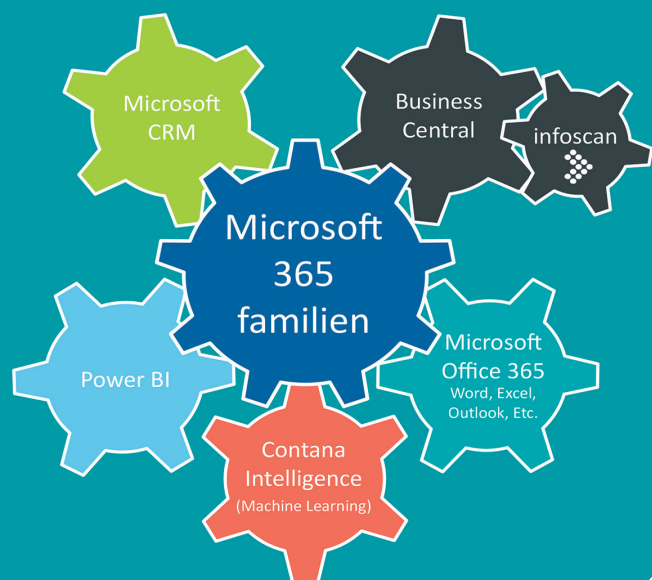 Microsoft
CRM
Business
Central
infoscan
Microsoft
365
familien
Power BI
Microsoft
Office 365
Word, Excel,
Outlook, Etc.
Contana
Intelligence
(Machine Learning)